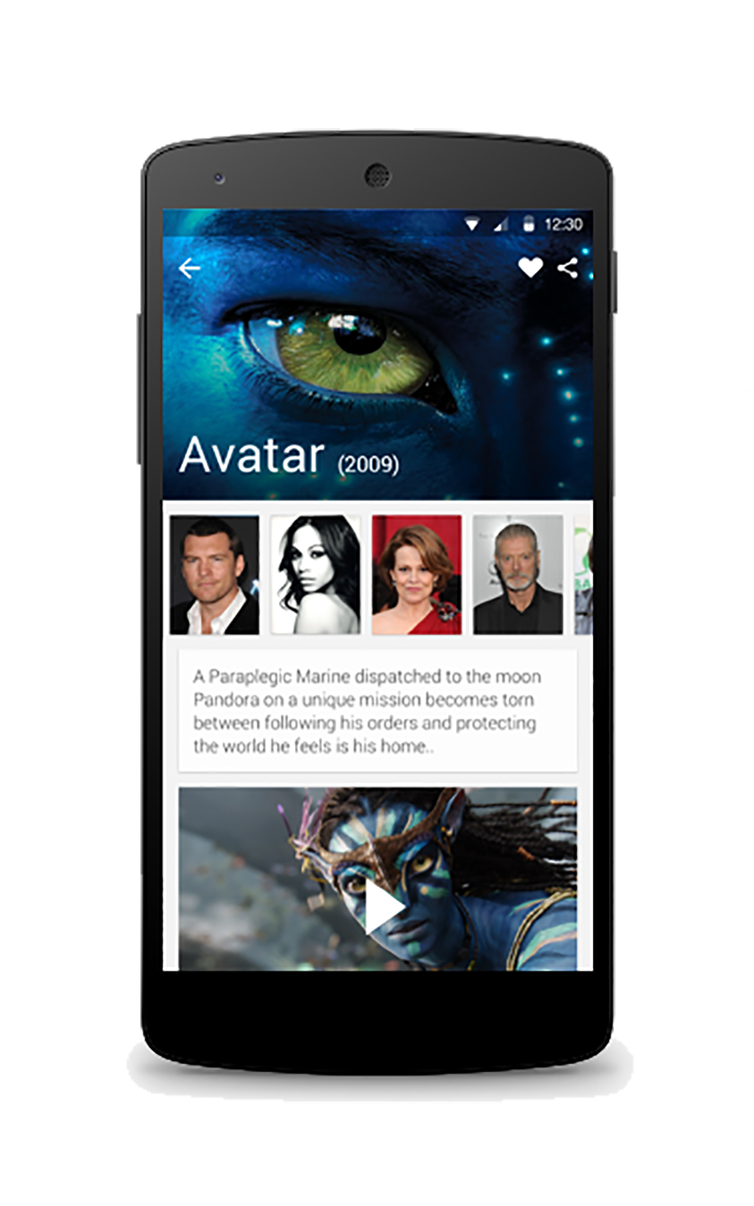 12:30
Avatar (2009)
A Paraplegic Marine dispatched to the moon
Pandora on a unique mission becomes torn
between following his orders and protecting
the world he feels is his home..